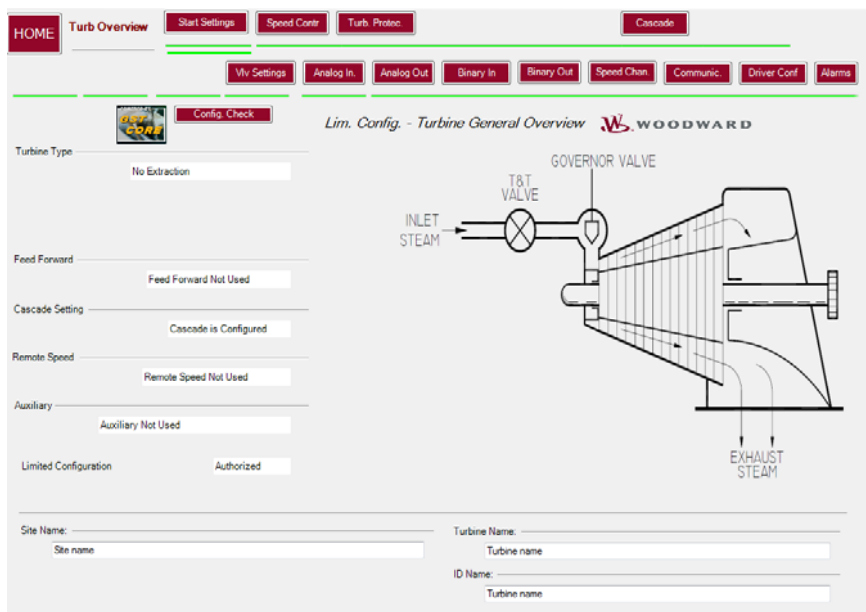 HOME
Turb Overview
Start Settings
Speed Contr
Turb. Protec.
Cascade
Vlv Settings
Analog In.
Analog Out
Binary In
Binary Out
Speed Chan.
Communic.
Driver Conf
Alarms
GST
CORE
Config. Check
Lim. Config. - Turbine General Overview
WOODWARD
Turbine Type
No Extraction
GOVERNOR VALVE
T&T
VALVE
INLET
STEAM
Feed Forward
Feed Forward Not Used
Cascade Setting
Cascade is Configured
Remote Speed
Remote Speed Not Used
Auxiliary
Auxiliary Not Used
Limited Configuration
Authorized
EXHAUST
STEAM
Site Name:
Site name
Turbine Name:
Turbine name
ID Name:
Turbine name